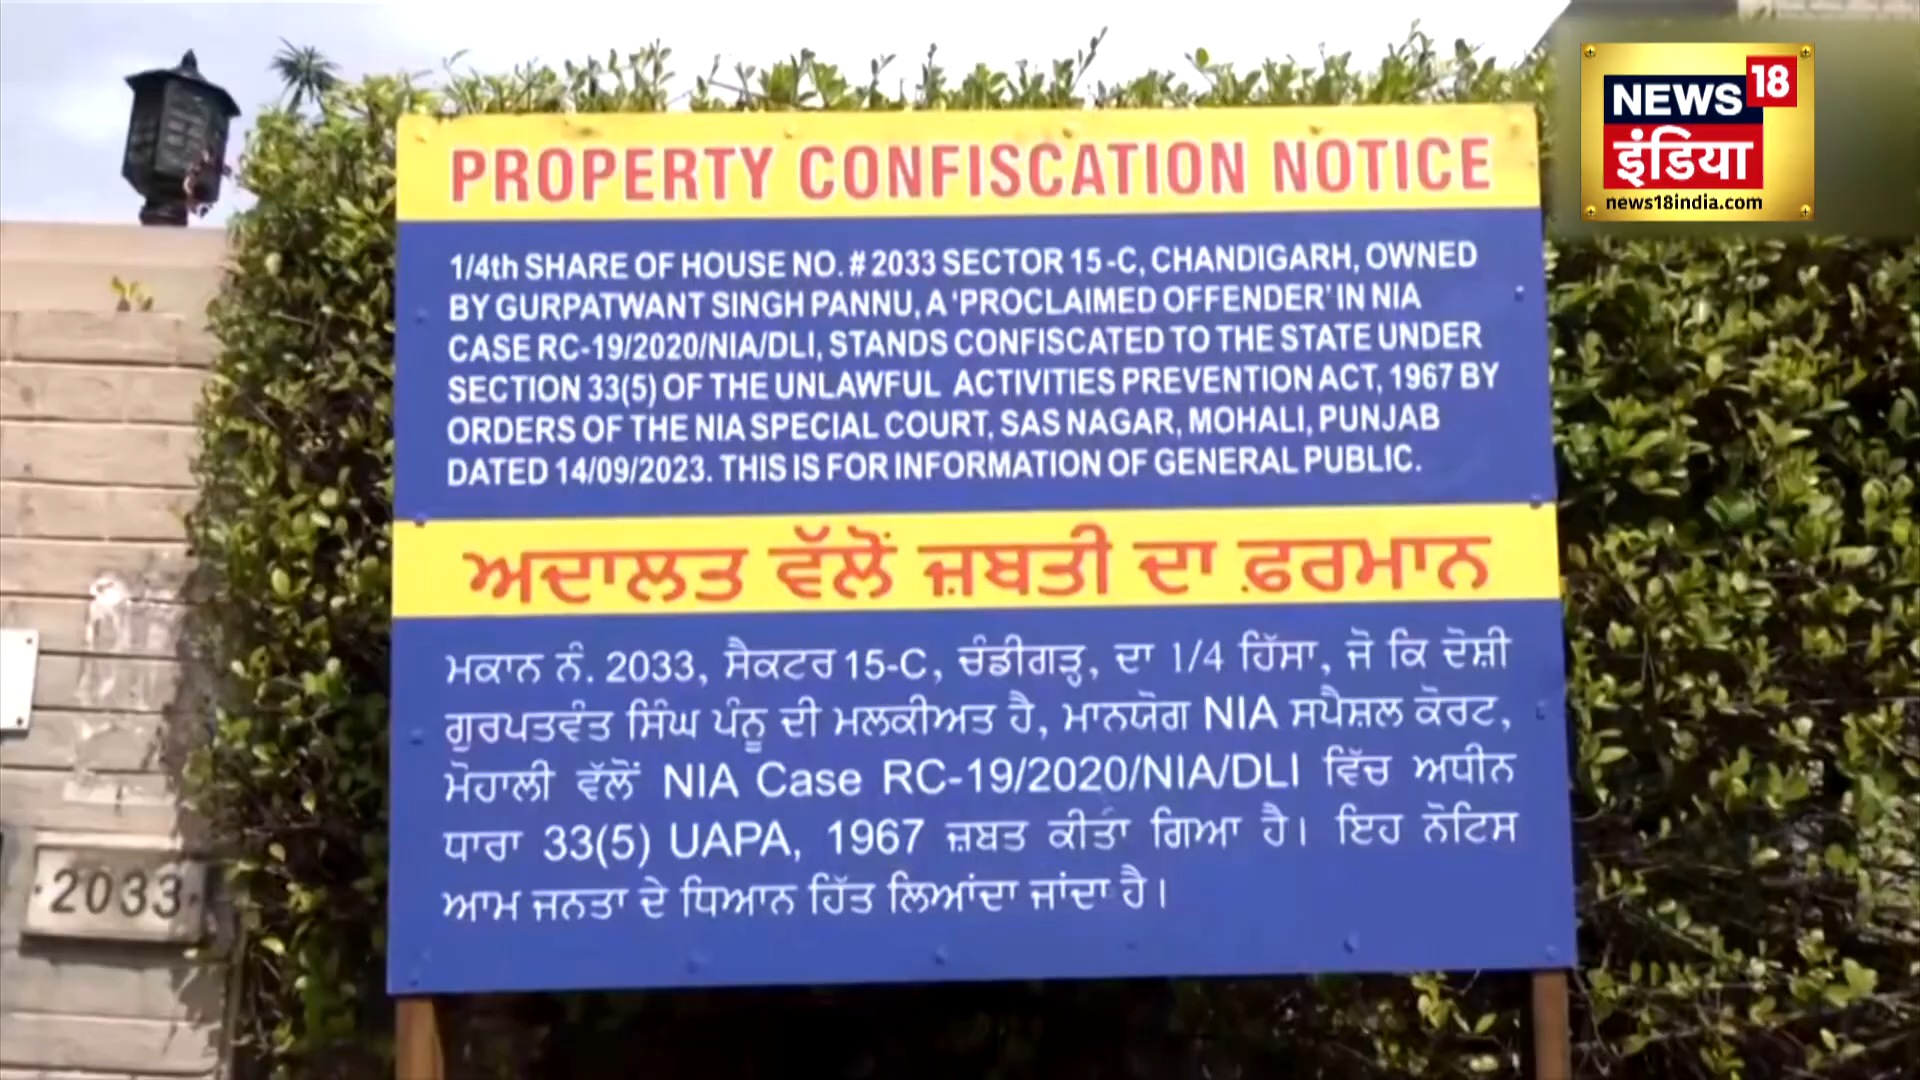 NEWS 18
इंडिया
news18india.com
PROPERTY CONFISCATION NOTICE
1/4th SHARE OF HOUSE NO. # 2033 SECTOR 15-C, CHANDIGARH, OWNED
BY GURPATWANT SINGH PANNU, A 'PROCLAIMED OFFENDER' IN NIA
CASE RC-19/2020/NIA/DLI, STANDS CONFISCATED TO THE STATE UNDER
SECTION 33(5) OF THE UNLAWFUL ACTIVITIES PREVENTION ACT, 1967 BY
ORDERS OF THE NIA SPECIAL COURT, SAS NAGAR, MOHALI, PUNJAB
DATED 14/09/2023. THIS IS FOR INFORMATION OF GENERAL PUBLIC.
ਅਦਾਲਤ ਵੱਲੋਂ ਜ਼ਬਤੀ ਦਾ ਫ਼ਰਮਾਨ
ਮਕਾਨ ਨੰ. 2033, ਸੈਕਟਰ 15-C, ਚੰਡੀਗੜ੍ਹ, ਦਾ 1/4 ਹਿੱਸਾ, ਜੋ ਕਿ ਦੋਸ਼ੀ
ਗੁਰਪਤਵੰਤ ਸਿੰਘ ਪੰਨੂ ਦੀ ਮਲਕੀਅਤ ਹੈ, ਮਾਨਯੋਗ NIA ਸਪੈਸ਼ਲ ਕੋਰਟ,
ਮੋਹਾਲੀ ਵੱਲੋਂ NIA Case RC-19/2020/NIA/DLI ਵਿੱਚ ਅਧੀਨ
ਧਾਰਾ 33(5) UAPA, 1967 ਜ਼ਬਤ ਕੀਤਾ ਗਿਆ ਹੈ। ਇਹ ਨੋਟਿਸ
ਆਮ ਜਨਤਾ ਦੇ ਧਿਆਨ ਹਿੱਤ ਲਿਆਂਦਾ ਜਾਂਦਾ ਹੈ।
2033